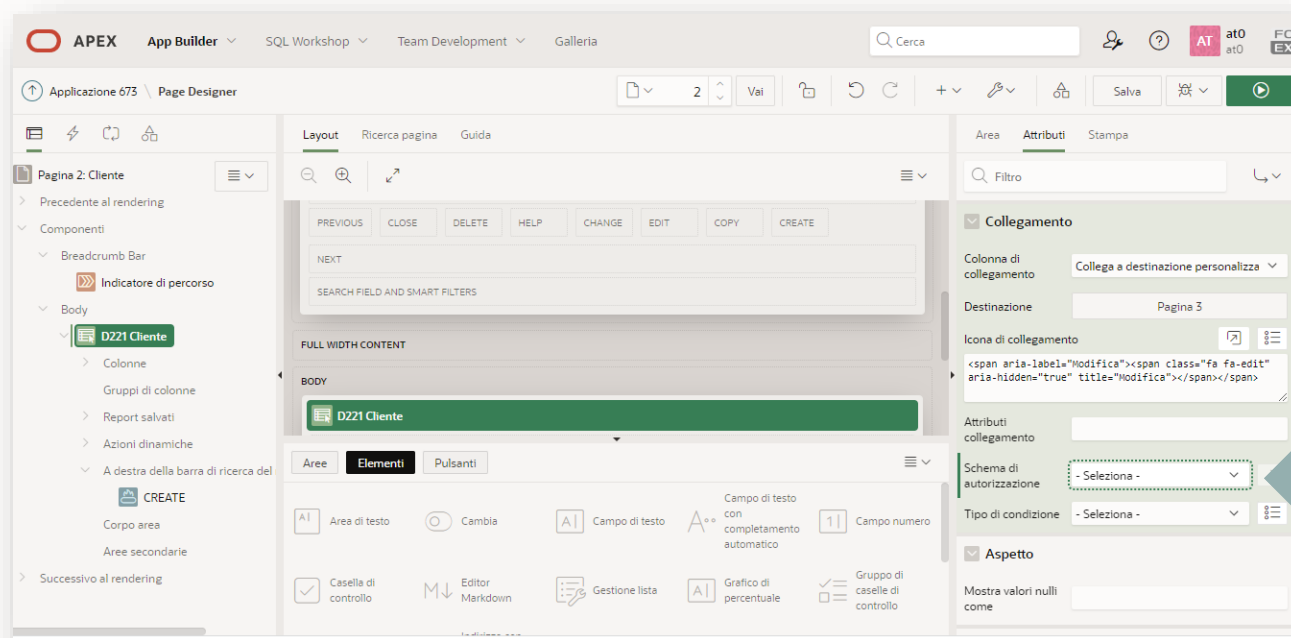 APEX App Builder SQL Workshop Team Development Galleria Cerca AT at0
at0
Applicazione 673 \ Page Designer 2 Vai Salva
Layout Ricerca pagina Guida
Area Attributi Stampa
Pagina 2: Cliente
Precedente al rendering
Componenti
Breadcrumb Bar
Indicatore di percorso
Body
D221 Cliente
Colonne
Gruppi di colonne
Report salvati
Azioni dinamiche
A destra della barra di ricerca del
CREATE
Corpo area
Aree secondarie
Successivo al rendering
PREVIOUS CLOSE DELETE HELP CHANGE EDIT COPY CREATE
NEXT
SEARCH FIELD AND SMART FILTERS
FULL WIDTH CONTENT
BODY
D221 Cliente
Aree Elementi Pulsanti
Area di testo
Cambia
Campo di testo
Campo di testo
con
completamento
automatico
Campo numero
Casella di
controllo
Editor
Markdown
Gestione lista
Grafico di
percentuale
Gruppo di
caselle di
controllo
Filtro
Collegamento
Colonna di
collegamento
Collega a destinazione personalizza
Destinazione Pagina 3
Icona di collegamento
<span aria-label="Modifica"><span class="fa fa-edit"
aria-hidden="true" title="Modifica"></span></span>
Attributi
collegamento
Schema di
autorizzazione
- Seleziona -
Tipo di condizione - Seleziona -
Aspetto
Mostra valori nulli
come